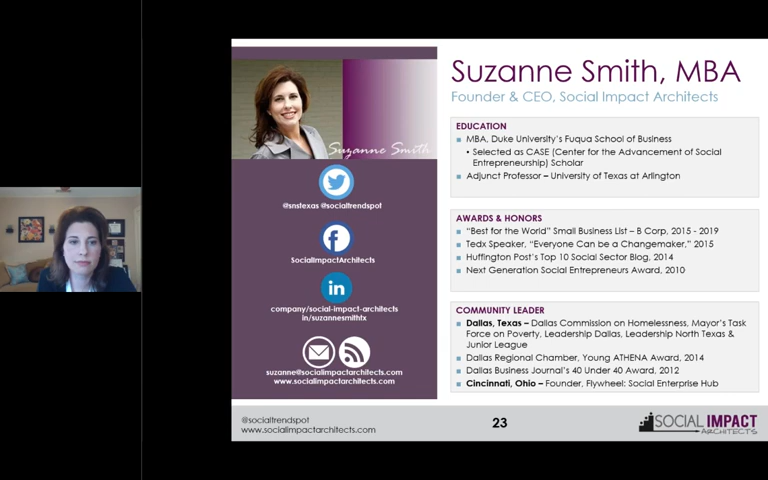 Suzanne Smith, MBA
Founder & CEO, Social Impact Architects
Suzanne Smith
@snstexas @socialtrendspot
f
SocialImpactArchitects
in
company/social-impact-architects
in/suzannesmithtx
suzanne@socialimpactarchitects.com
www.socialimpactarchitects.com
EDUCATION
MBA, Duke University's Fuqua School of Business
• Selected as CASE (Center for the Advancement of Social
Entrepreneurship) Scholar
Adjunct Professor – University of Texas at Arlington
AWARDS & HONORS
"Best for the World" Small Business List – B Corp, 2015 - 2019
Tedx Speaker, "Everyone Can be a Changemaker," 2015
Huffington Post's Top 10 Social Sector Blog, 2014
Next Generation Social Entrepreneurs Award, 2010
COMMUNITY LEADER
Dallas, Texas – Dallas Commission on Homelessness, Mayor's Task
Force on Poverty, Leadership Dallas, Leadership North Texas &
Junior League
Dallas Regional Chamber, Young ATHENA Award, 2014
Dallas Business Journal's 40 Under 40 Award, 2012
Cincinnati, Ohio – Founder, Flywheel: Social Enterprise Hub
@socialtrendspot
www.socialimpactarchitects.com
23
SOCIAL IMPACT
ARCHITECTS